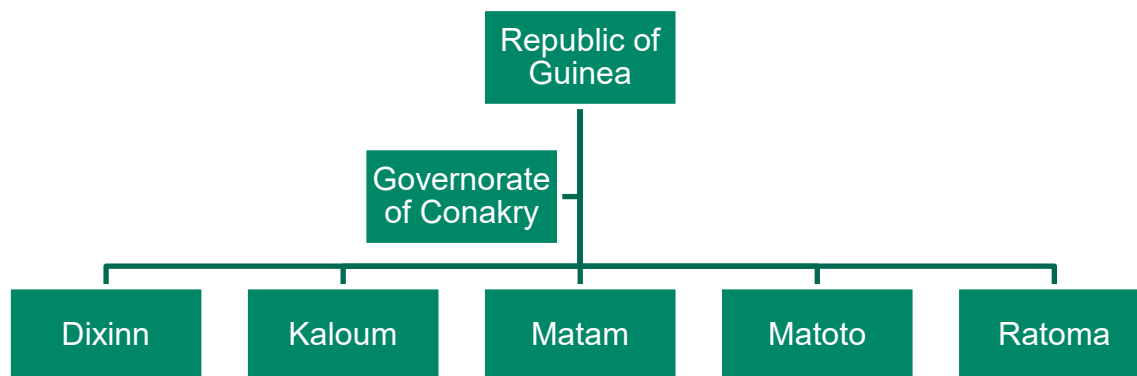 Republic of
Guinea
Governorate
of Conakry
Dixinn
Kaloum
Matam
Matoto
Ratoma